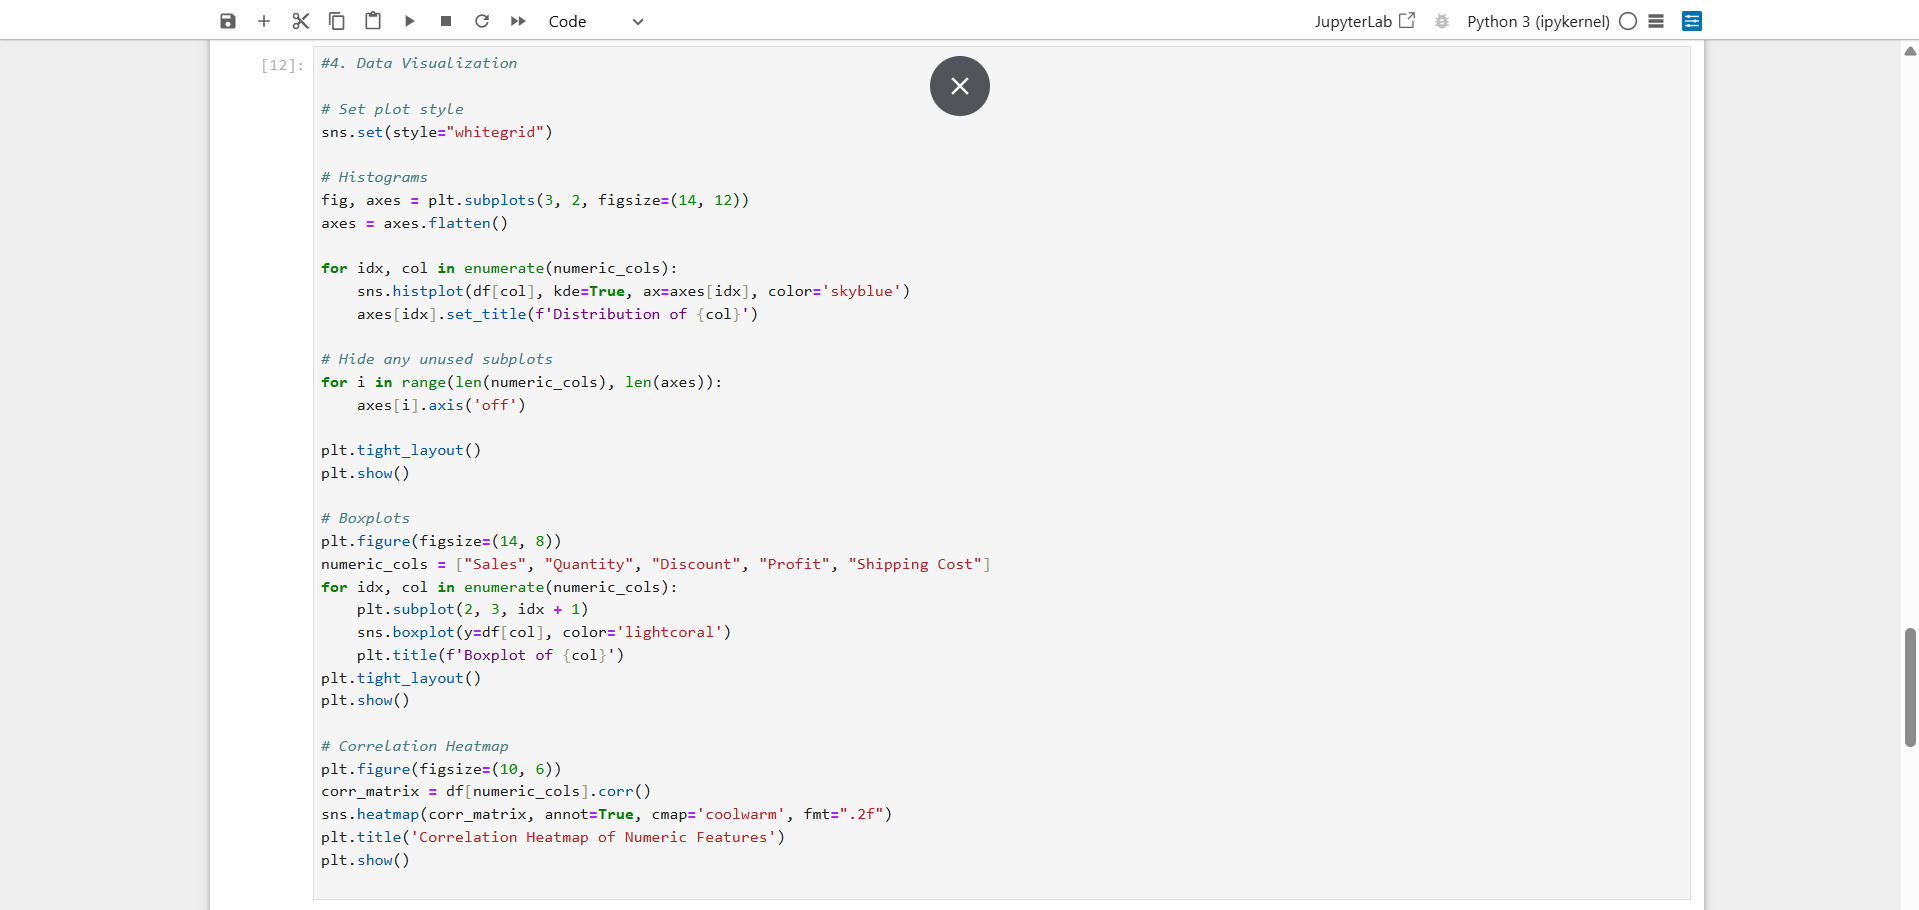 Code
JupyterLab
Python 3 (ipykernel)
[12]:
#4. Data Visualization
# Set plot style
sns.set(style="whitegrid")
# Histograms
fig, axes = plt.subplots(3, 2, figsize=(14, 12))
axes = axes.flatten()
for idx, col in enumerate(numeric_cols):
    sns.histplot(df[col], kde=True, ax=axes[idx], color='skyblue')
    axes[idx].set_title(f'Distribution of {col}')
# Hide any unused subplots
for i in range(len(numeric_cols), len(axes)):
    axes[i].axis('off')
plt.tight_layout()
plt.show()
# Boxplots
plt.figure(figsize=(14, 8))
numeric_cols = ["Sales", "Quantity", "Discount", "Profit", "Shipping Cost"]
for idx, col in enumerate(numeric_cols):
    plt.subplot(2, 3, idx + 1)
    sns.boxplot(y=df[col], color='lightcoral')
    plt.title(f'Boxplot of {col}')
plt.tight_layout()
plt.show()
# Correlation Heatmap
plt.figure(figsize=(10, 6))
corr_matrix = df[numeric_cols].corr()
sns.heatmap(corr_matrix, annot=True, cmap='coolwarm', fmt=".2f")
plt.title('Correlation Heatmap of Numeric Features')
plt.show()